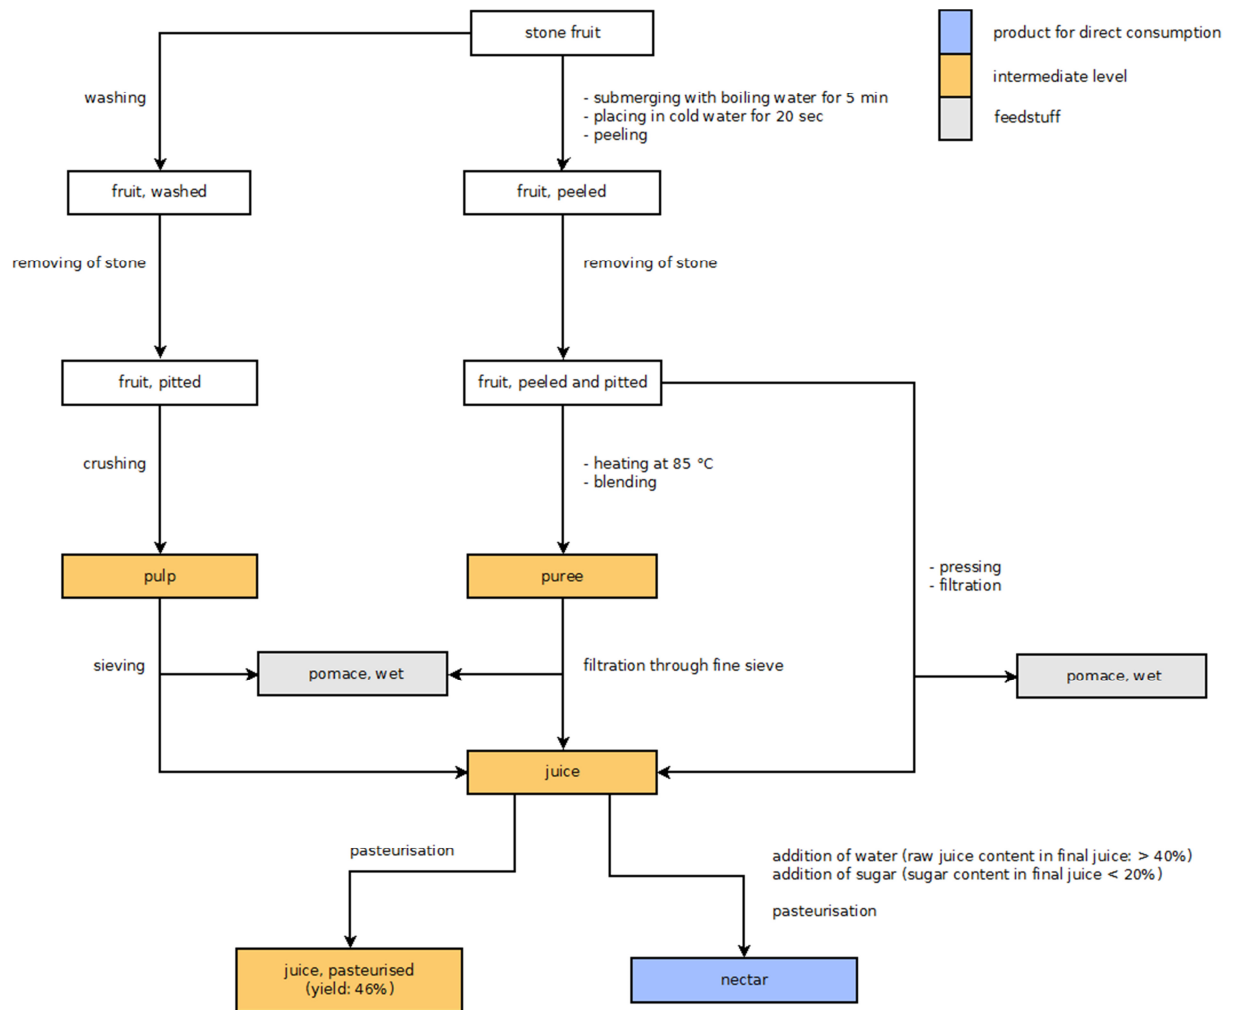 stone fruit
product for direct consumption
intermediate level
feedstuff
washing
- submerging with boiling water for 5 min
- placing in cold water for 20 sec
- peeling
fruit, washed
fruit, peeled
removing of stone
removing of stone
fruit, pitted
fruit, peeled and pitted
crushing
- heating at 85 °C
- blending
pulp
puree
- pressing
- filtration
sieving
pomace, wet
filtration through fine sieve
pomace, wet
juice
pasteurisation
addition of water (raw juice content in final juice: > 40%)
addition of sugar (sugar content in final juice < 20%)
pasteurisation
juice, pasteurised
(yield: 46%)
nectar